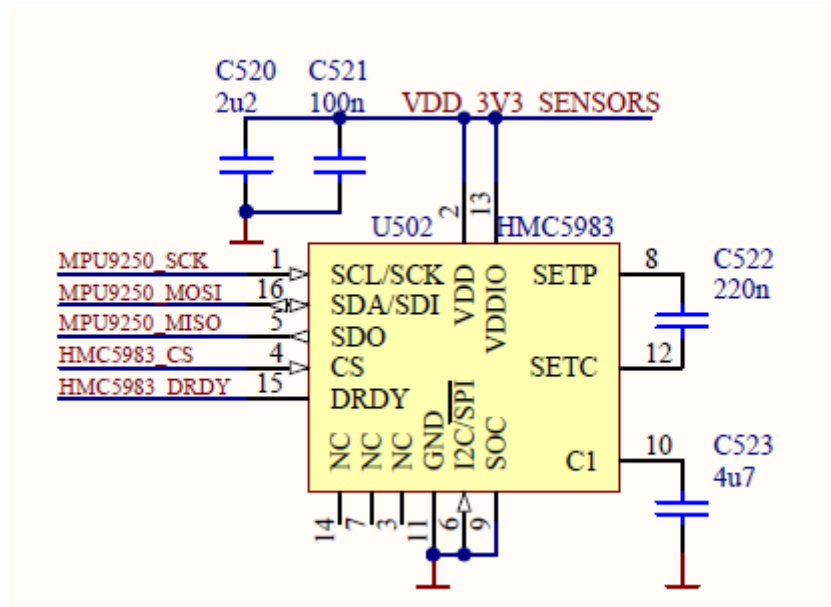 C520 C521
2u2 100n VDD_3V3_SENSORS
2 13
U502 HMC5983
MPU9250_SCK 1 SCL/SCK VDD VDDIO SETP 8 C522
MPU9250_MOSI 16 SDA/SDI 220n
MPU9250_MISO 5 SDO
HMC5983_CS 4 CS SETC 12
HMC5983_DRDY 15 DRDY
NC NC NC GND I2C/SPI SOC C1 10 C523
4u7
14 7 3 11 6 9